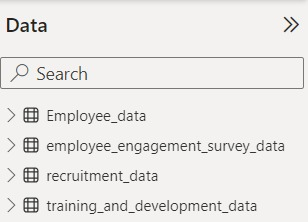 Data
Search
Employee_data
employee_engagement_survey_data
recruitment_data
training_and_development_data